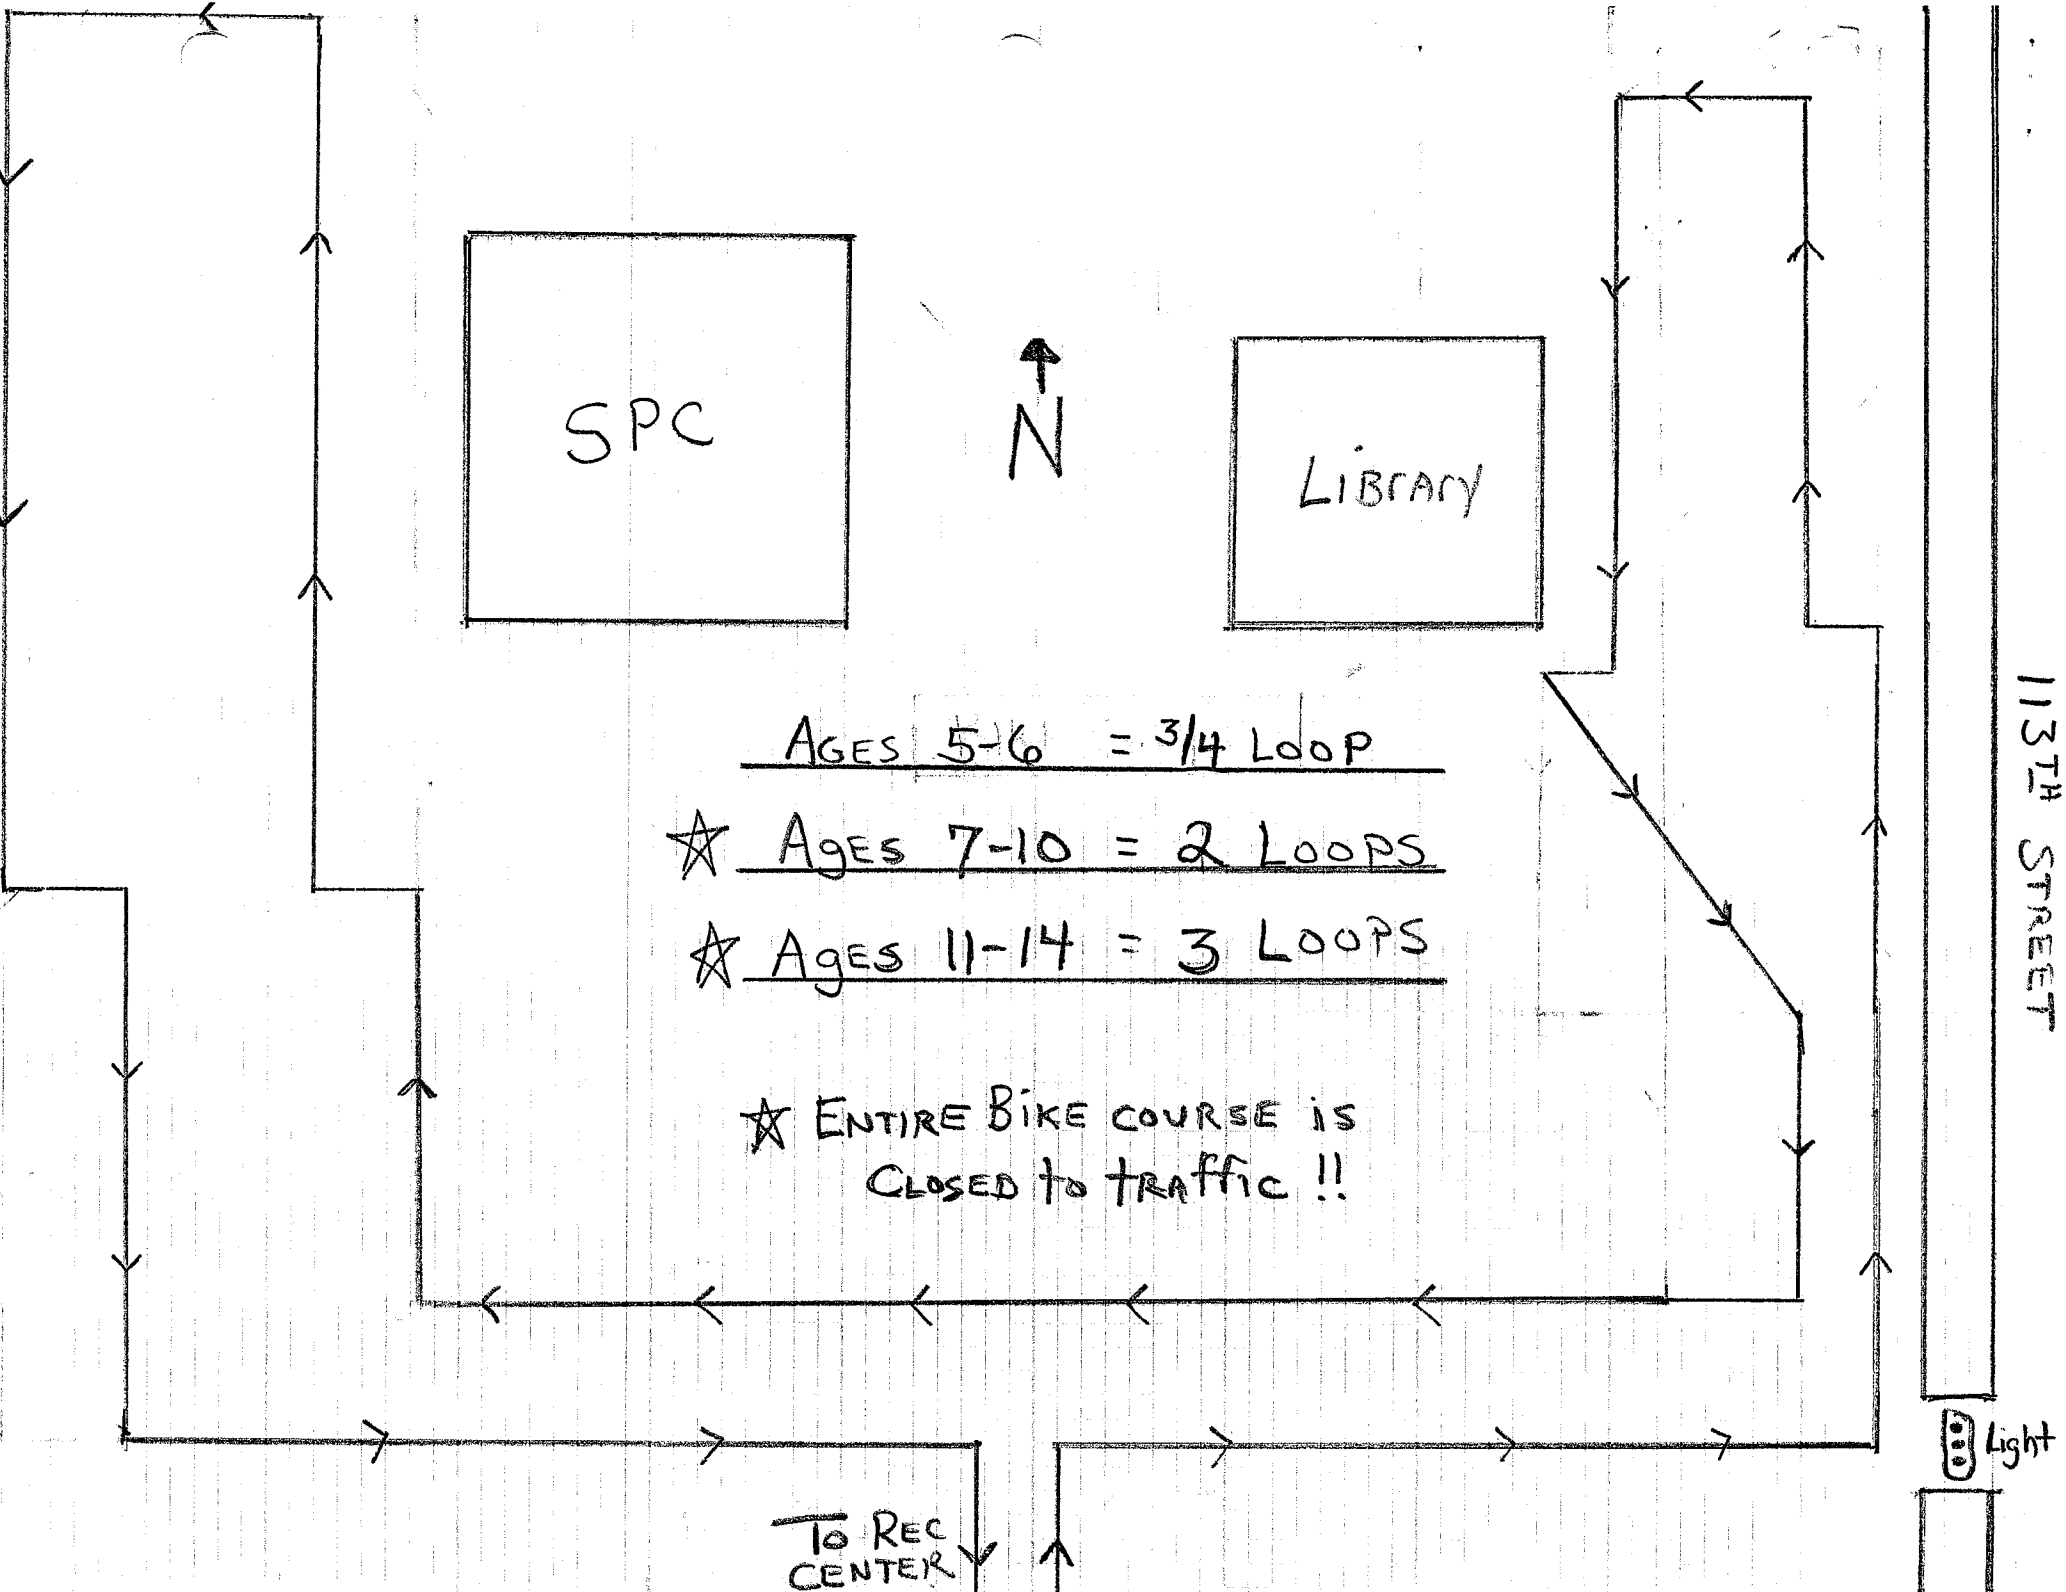 SPC
N
LIBrAry
AGES 5-6 = 3/4 LOOP
☆ AgES 7-10 = 2 LOOPS
☆ AgES 11-14 = 3 LOOPS
☆ ENTIRE BiKE COURSE is
CLOSED to tRAffiC !!
113TH STREET
Light
To REC
CENTER